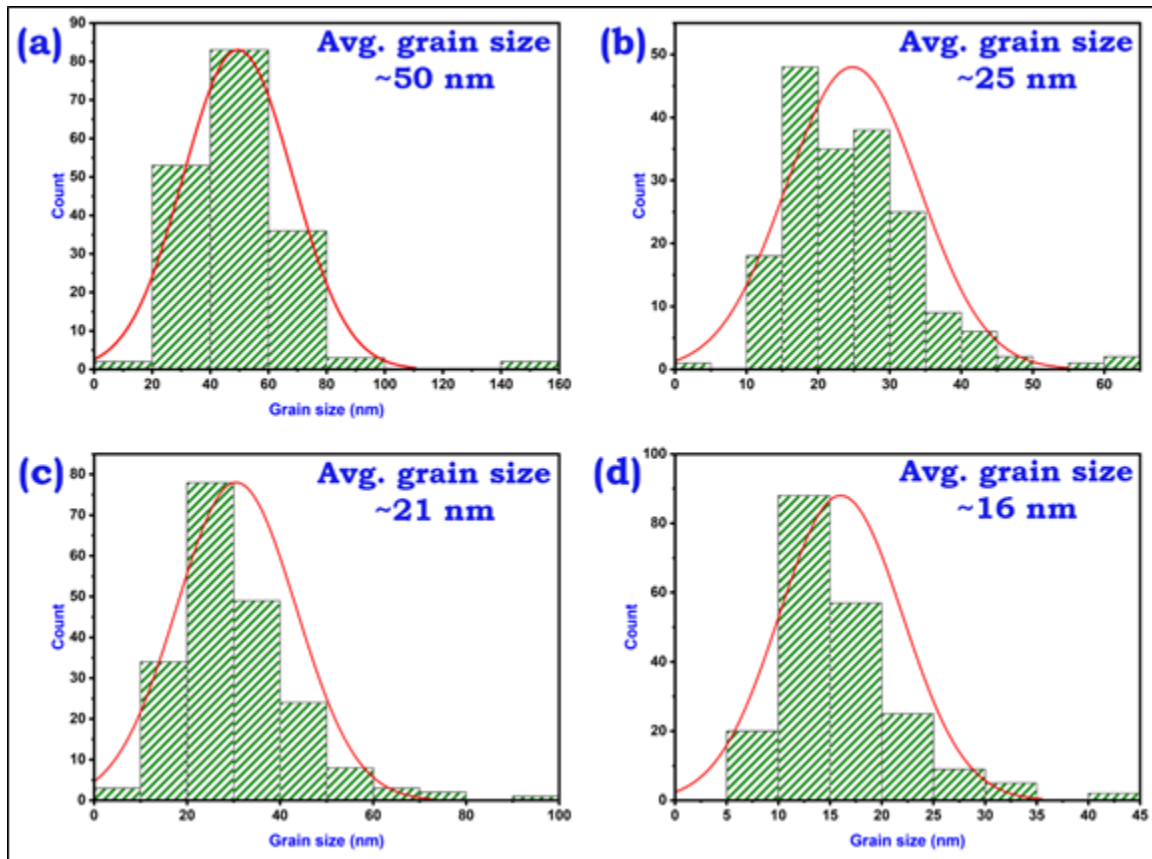 (a)
Avg. grain size
~50 nm
90
80
70
60
50
40
30
20
10
0
Count
0 20 40 60 80 100 120 140 160
Grain size (nm)
(b)
Avg. grain size
~25 nm
50
40
30
20
10
0
Count
0 10 20 30 40 50 60
Grain size (nm)
(c)
Avg. grain size
~21 nm
80
70
60
50
40
30
20
10
0
Count
0 20 40 60 80 100
Grain size (nm)
(d)
Avg. grain size
~16 nm
100
80
60
40
20
0
Count
0 5 10 15 20 25 30 35 40 45
Grain size (nm)